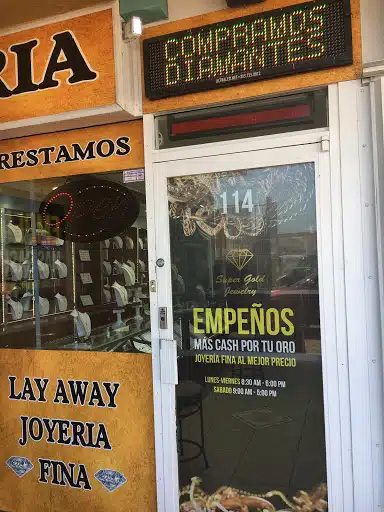 RIA
COMPRAMOS
DIAMANTES
RESTAMOS
114
Super Gold
Jewelry
EMPEÑOS
MÁS CASH POR TU ORO
JOYERÍA FINA AL MEJOR PRECIO
LUNES-VIERNES 8:30 AM - 6:00 PM
SABADO 9:00 AM - 5:00 PM
LAY AWAY
JOYERIA
FINA